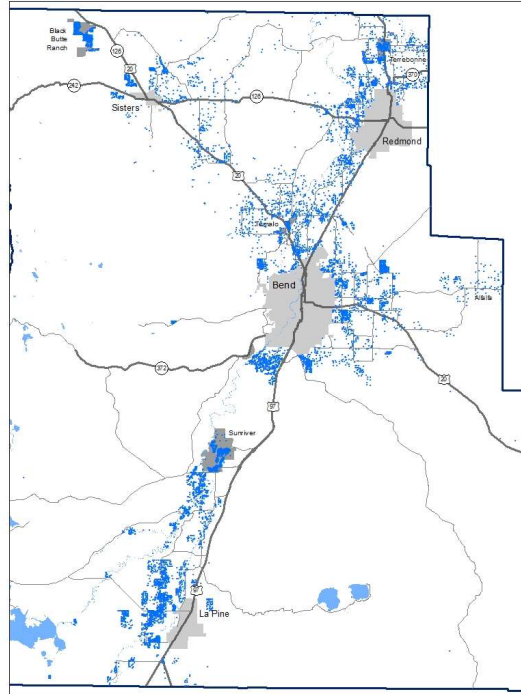 Black
Butte
Ranch
126
20
Terrebonne
370
242
Sisters
126
Redmond
20
Tumalo
Bend
Alfalfa
372
20
97
Sunriver
97
La Pine